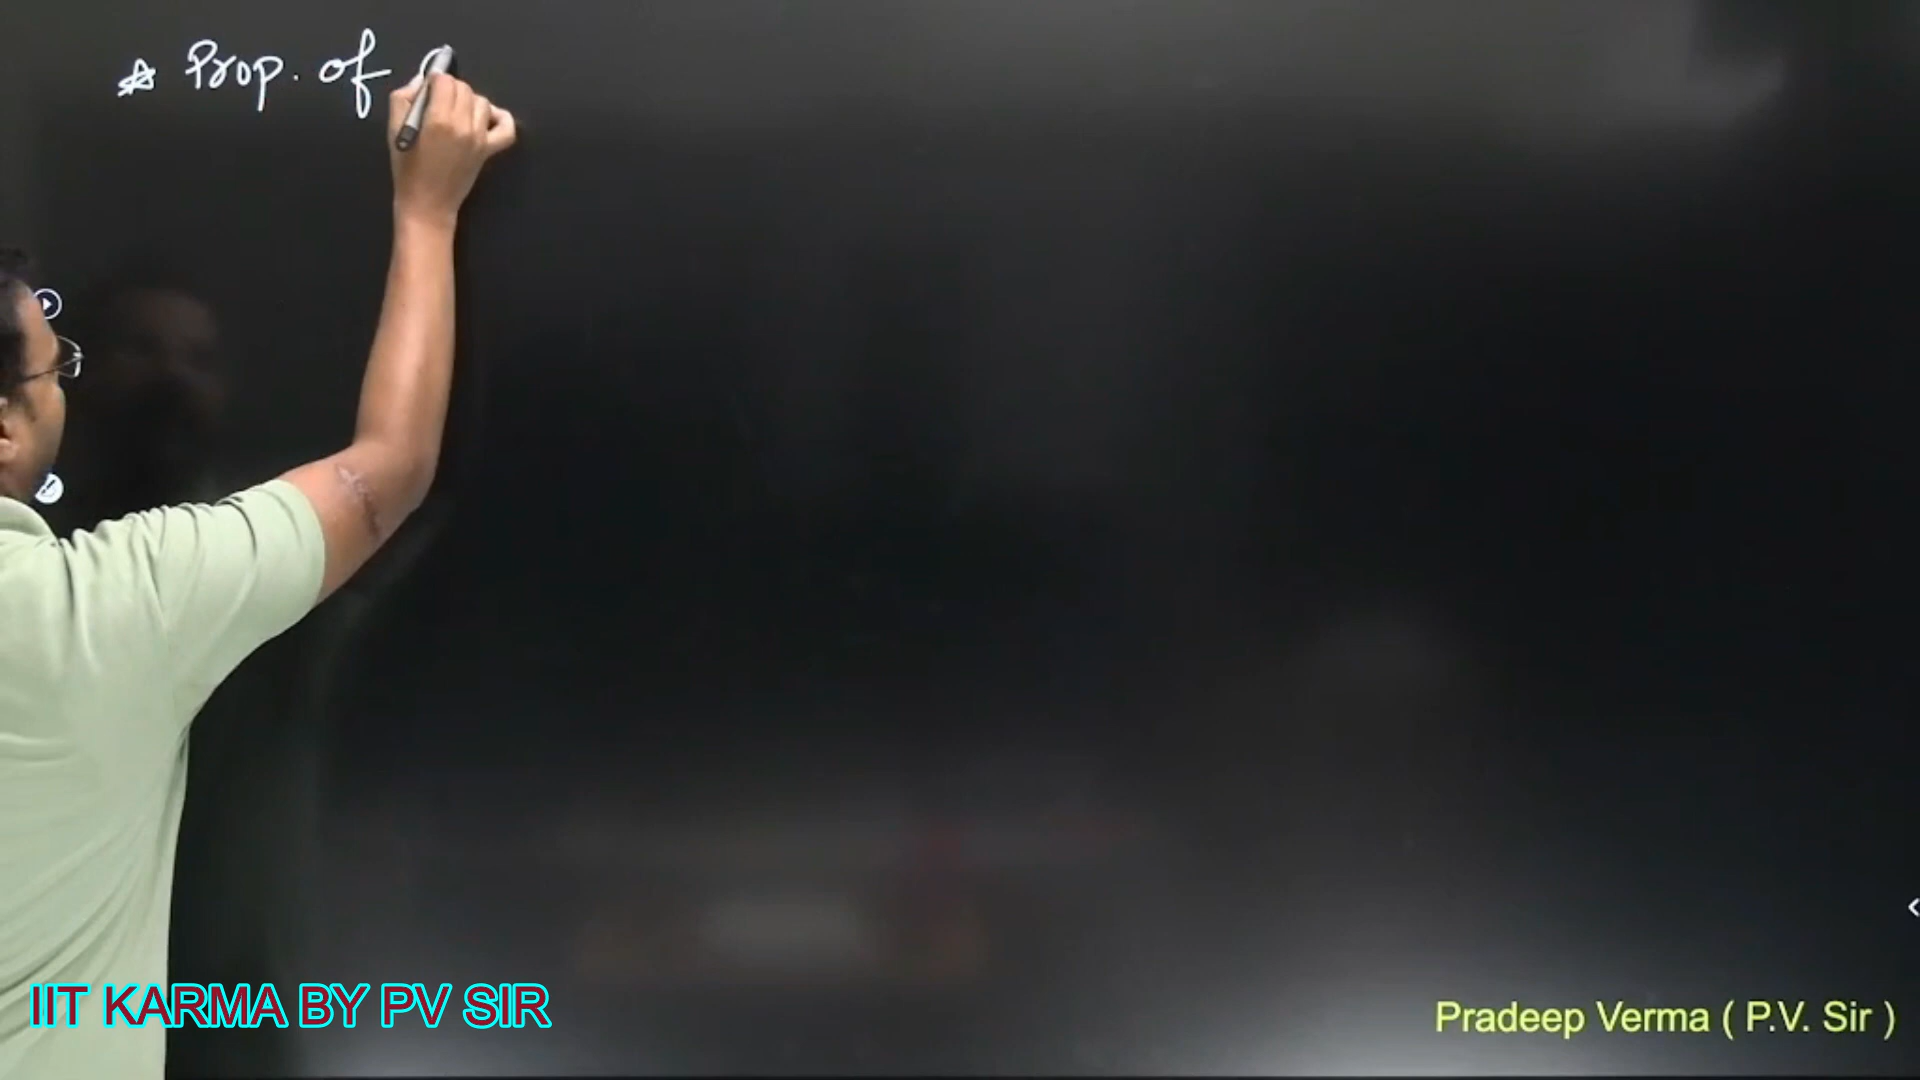 Prop. of
IIT KARMA BY PV SIR
Pradeep Verma ( P.V. Sir )